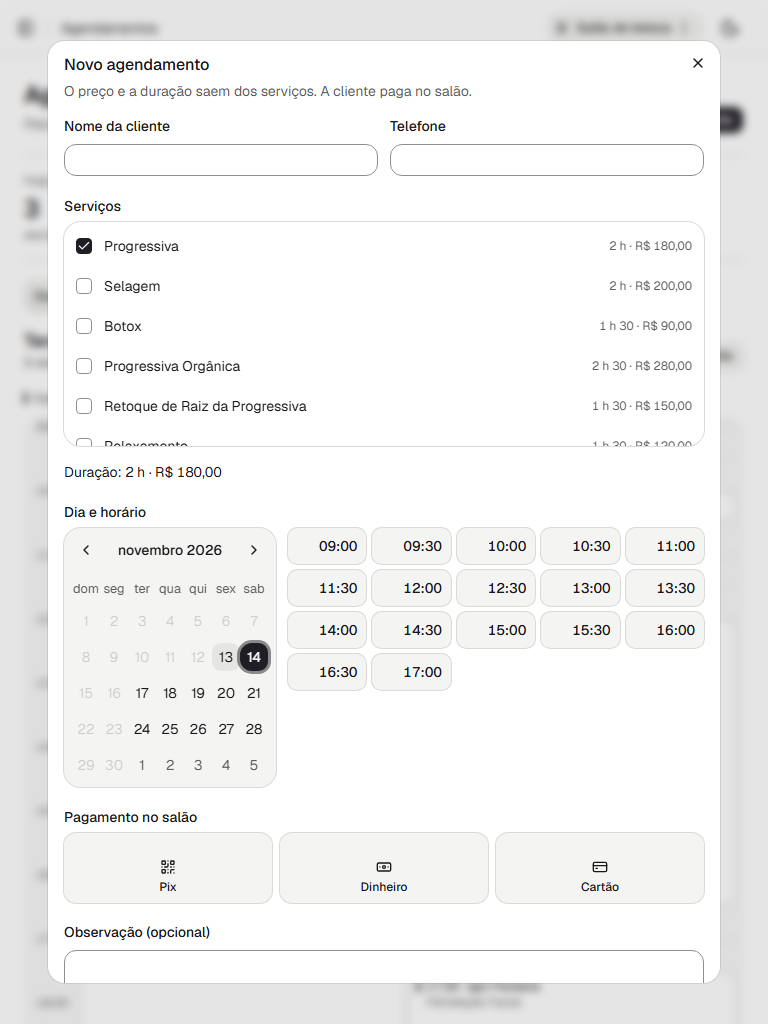 Agendamentos
Novo agendamento
O preço e a duração saem dos serviços. A cliente paga no salão.
Nome da cliente
Telefone
Serviços
Progressiva 2 h · R$ 180,00
Selagem 2 h · R$ 200,00
Botox 1 h 30 · R$ 90,00
Progressiva Orgânica 2 h 30 · R$ 280,00
Retoque de Raiz da Progressiva 1 h 30 · R$ 150,00
Relaxamento 1 h 30 · R$ 120,00
Duração: 2 h · R$ 180,00
Dia e horário
novembro 2026
dom seg ter qua qui sex sab
1 2 3 4 5 6 7
8 9 10 11 12 13 14
15 16 17 18 19 20 21
22 23 24 25 26 27 28
29 30 1 2 3 4 5
09:00 09:30 10:00 10:30 11:00
11:30 12:00 12:30 13:00 13:30
14:00 14:30 15:00 15:30 16:00
16:30 17:00
Pagamento no salão
Pix Dinheiro Cartão
Observação (opcional)